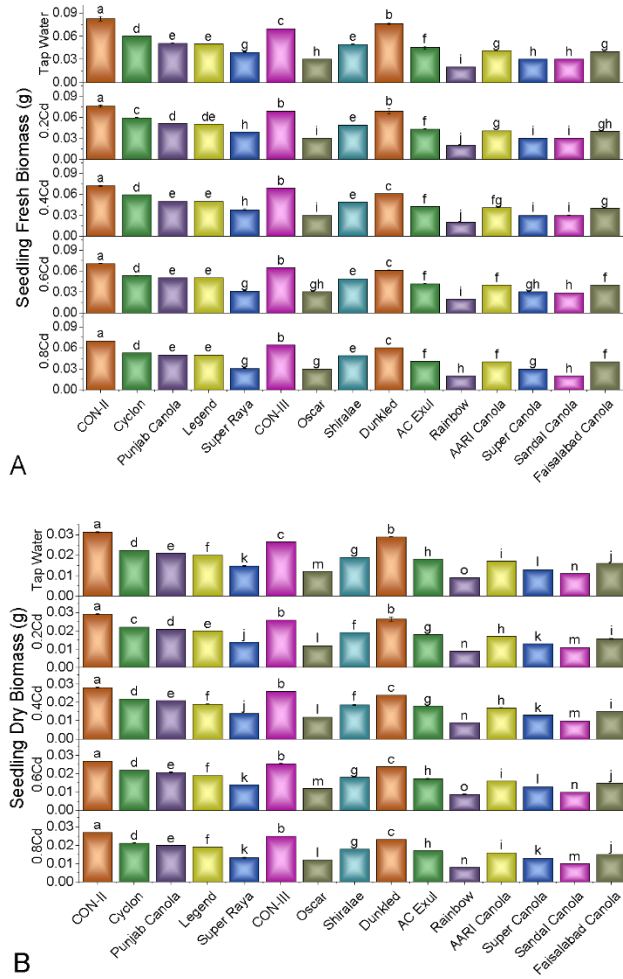 Seedling Fresh Biomass (g)
Tap Water
0.09
0.06
0.03
0.00
a d e e g c h e b f i g h h g
0.2Cd
0.09
0.06
0.03
0.00
a c d de h b i e b f j g i i gh
0.4Cd
0.09
0.06
0.03
0.00
a d e e h b i e c f j fg i i g
0.6Cd
0.09
0.06
0.03
0.00
a d e e g b gh e c f i f gh h f
0.8Cd
0.09
0.06
0.03
0.00
a d e e g b g e c f h f g h f
CON-II
Cyclon
Punjab Canola
Legend
Super Raya
CON-III
Oscar
Shiralae
Dunkled
AC Exul
Rainbow
AARI Canola
Super Canola
Sandal Canola
Faisalabad Canola
A
Seedling Dry Biomass (g)
Tap Water
0.03
0.02
0.01
0.00
a d e f k c m g b h o i l n j
0.2Cd
0.03
0.02
0.01
0.00
a c d e j b l f b g n h k m i
0.4Cd
0.03
0.02
0.01
0.00
a d e f j b l f c g n h k m i
0.6Cd
0.03
0.02
0.01
0.00
a d e f k b m g c h o i l n j
0.8Cd
0.03
0.02
0.01
0.00
a d e f k b l g c h n i k m j
CON-II
Cyclon
Punjab Canola
Legend
Super Raya
CON-III
Oscar
Shiralae
Dunkled
AC Exul
Rainbow
AARI Canola
Super Canola
Sandal Canola
Faisalabad Canola
B